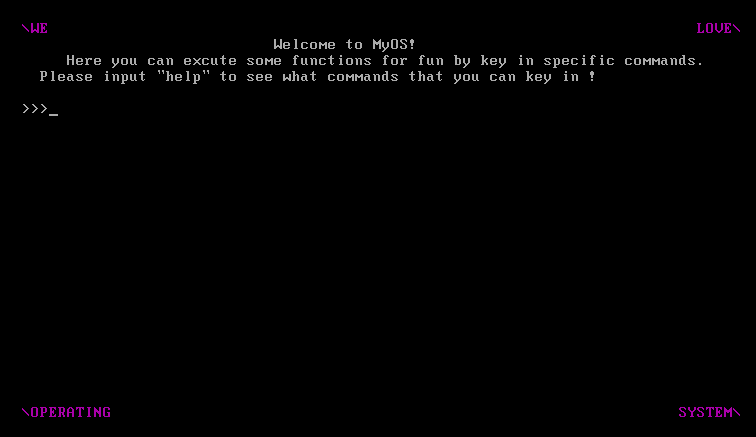 \WE LOVE\
Welcome to MyOS!
Here you can excute some functions for fun by key in specific commands.
Please input "help" to see what commands that you can key in !
>>>_
\OPERATING SYSTEM\